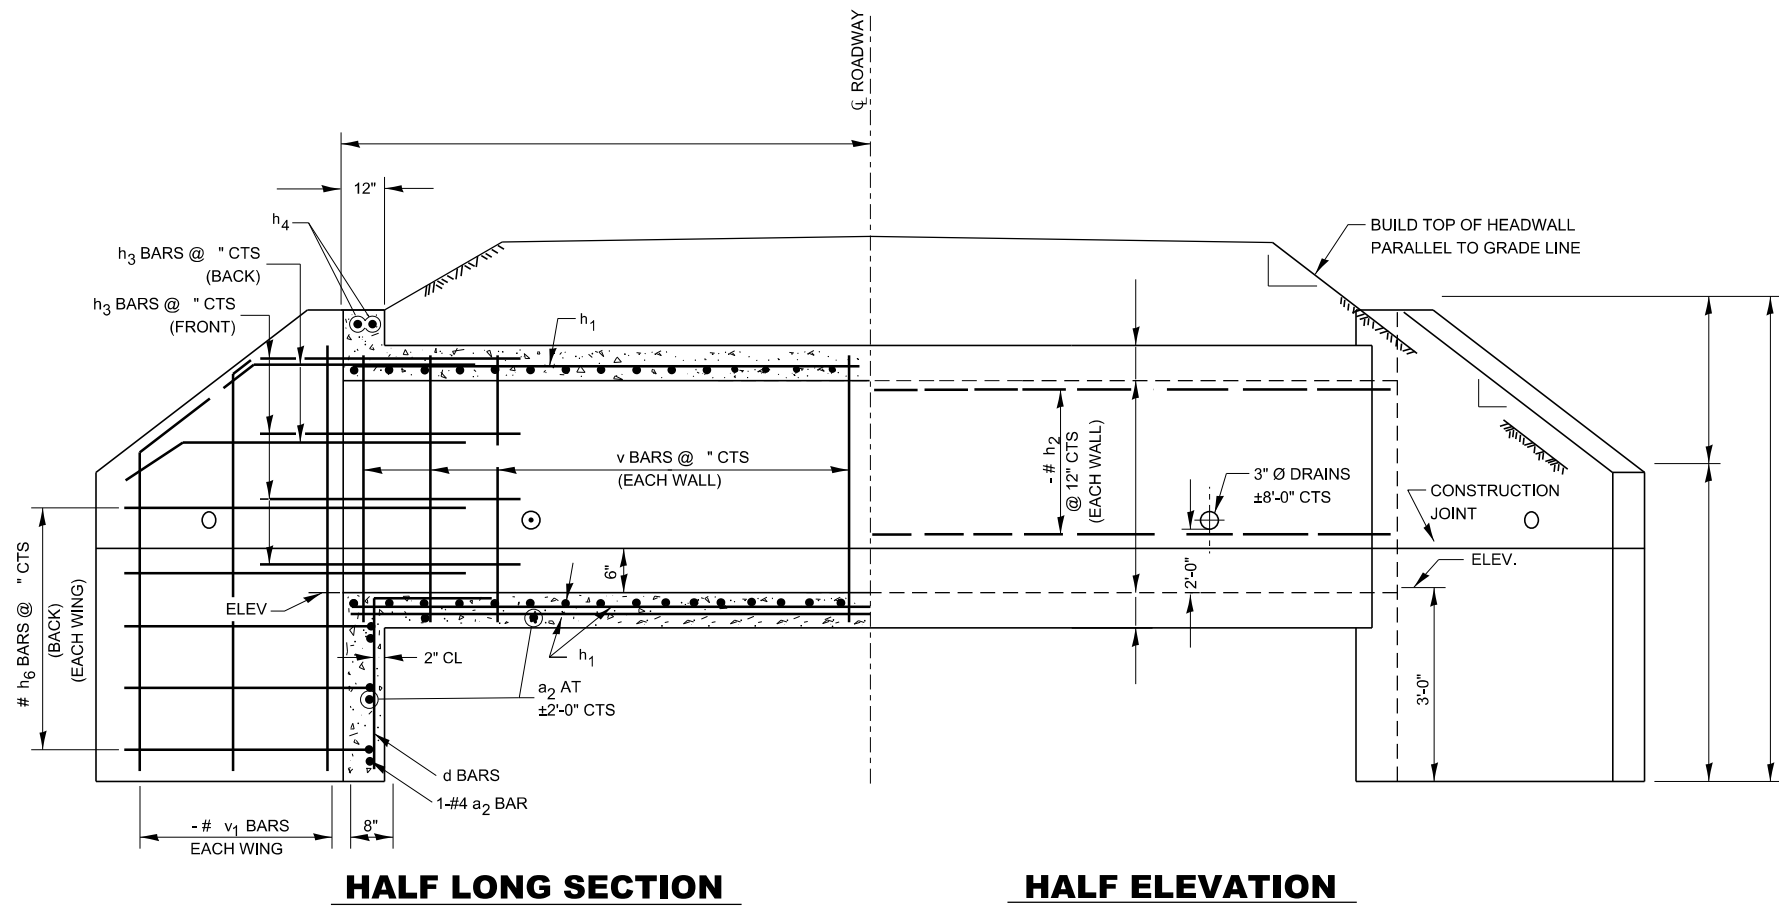 ℄ ROADWAY
12"
h4
h3 BARS @ " CTS
(BACK)
h3 BARS @ " CTS
(FRONT)
h1
BUILD TOP OF HEADWALL
PARALLEL TO GRADE LINE
v BARS @ " CTS
(EACH WALL)
- # h2
@ 12" CTS
(EACH WALL)
3" Ø DRAINS
±8'-0" CTS
CONSTRUCTION
JOINT
ELEV.
2'-0"
6"
3'-0"
# h6 BARS @ " CTS
(BACK)
(EACH WING)
ELEV
2" CL
h1
a2 AT
±2'-0" CTS
d BARS
1-#4 a2 BAR
- # v1 BARS
EACH WING
8"
HALF LONG SECTION
HALF ELEVATION